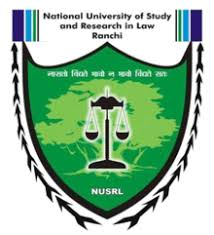 National University of Study
and Research in Law
Ranchi
नासतो विद्यते भावो न भावो विद्यते सतः
NUSRL